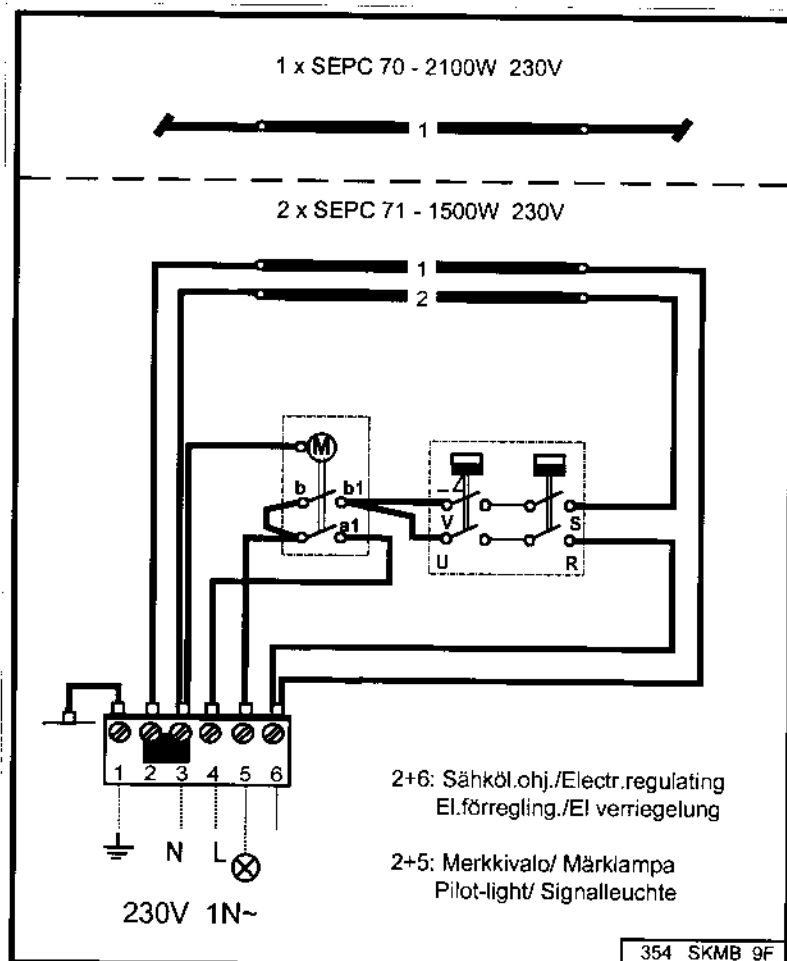 1 x SEPC 70 - 2100W 230V
1
2 x SEPC 71 - 1500W 230V
1
2
M
b b1
a1
V S
U R
1 2 3 4 5 6
N L
230V 1N~
2+6: Sähköl.ohj./Electr.regulating
El.förregling./El verriegelung
2+5: Merkkivalo/ Märklampa
Pilot-light/ Signalleuchte
354 SKMB 9F